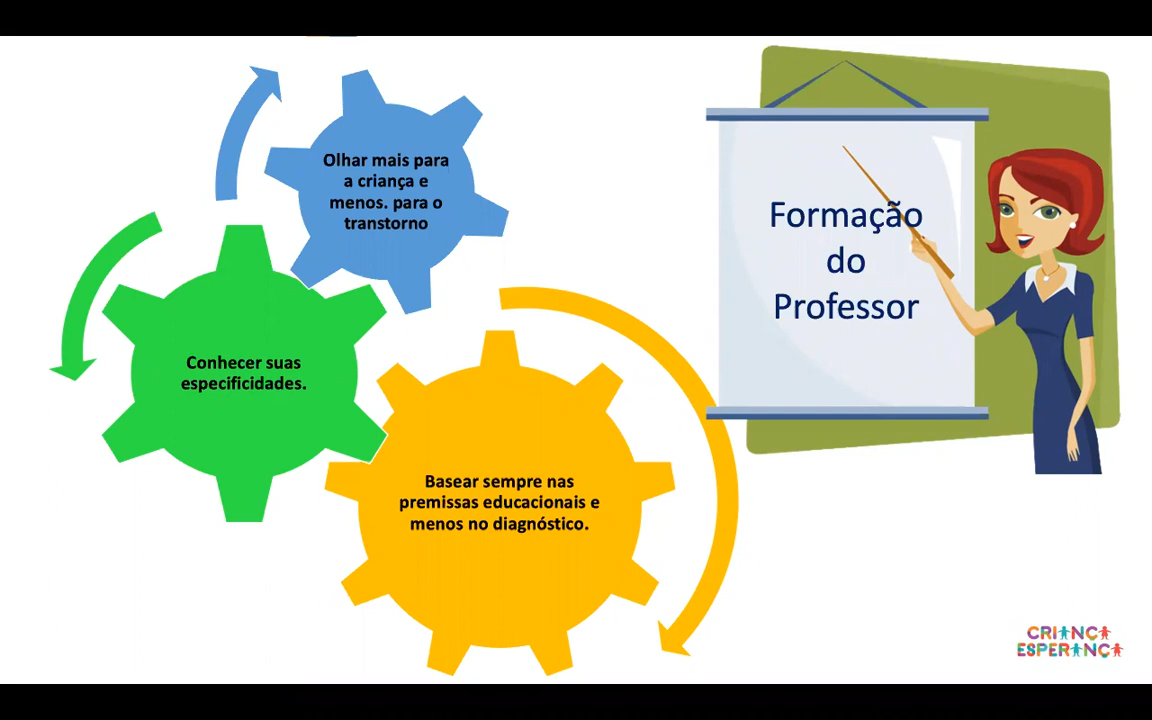 Olhar mais para
a criança e
menos. para o
transtorno
Conhecer suas
especificidades.
Basear sempre nas
premissas educacionais e
menos no diagnóstico.
Formação
do
Professor
CRIANÇA
ESPERANÇA